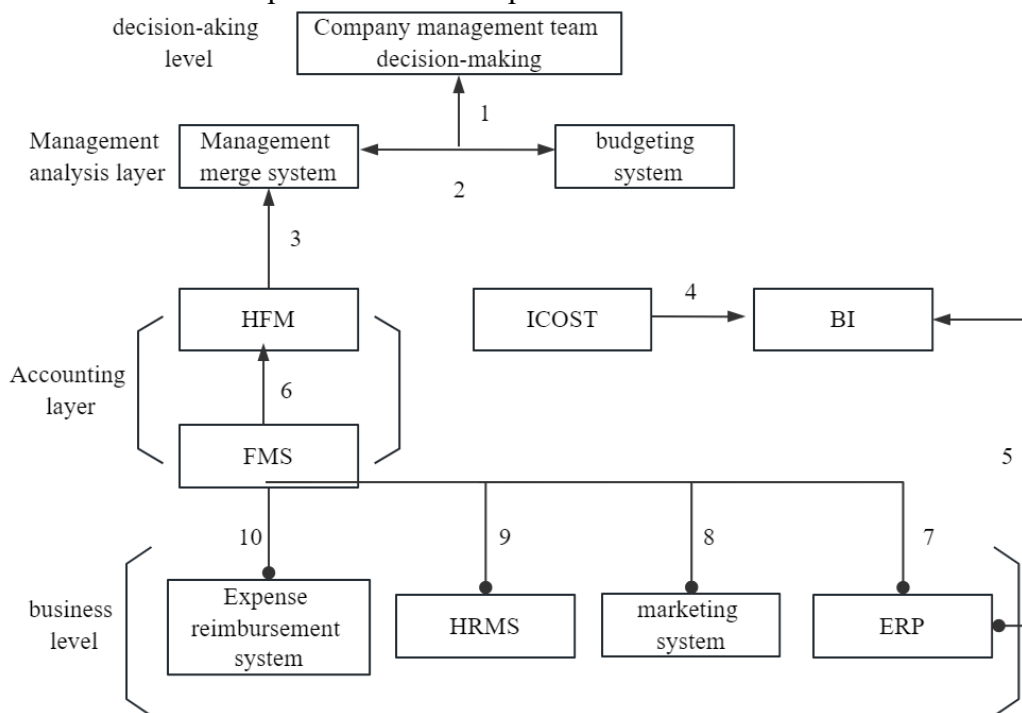 decision-aking
level
Company management team
decision-making
1
Management
analysis layer
Management
merge system
budgeting
system
2
3
HFM
ICOST
4
BI
Accounting
layer
6
FMS
5
10
9
8
7
business
level
Expense
reimbursement
system
HRMS
marketing
system
ERP